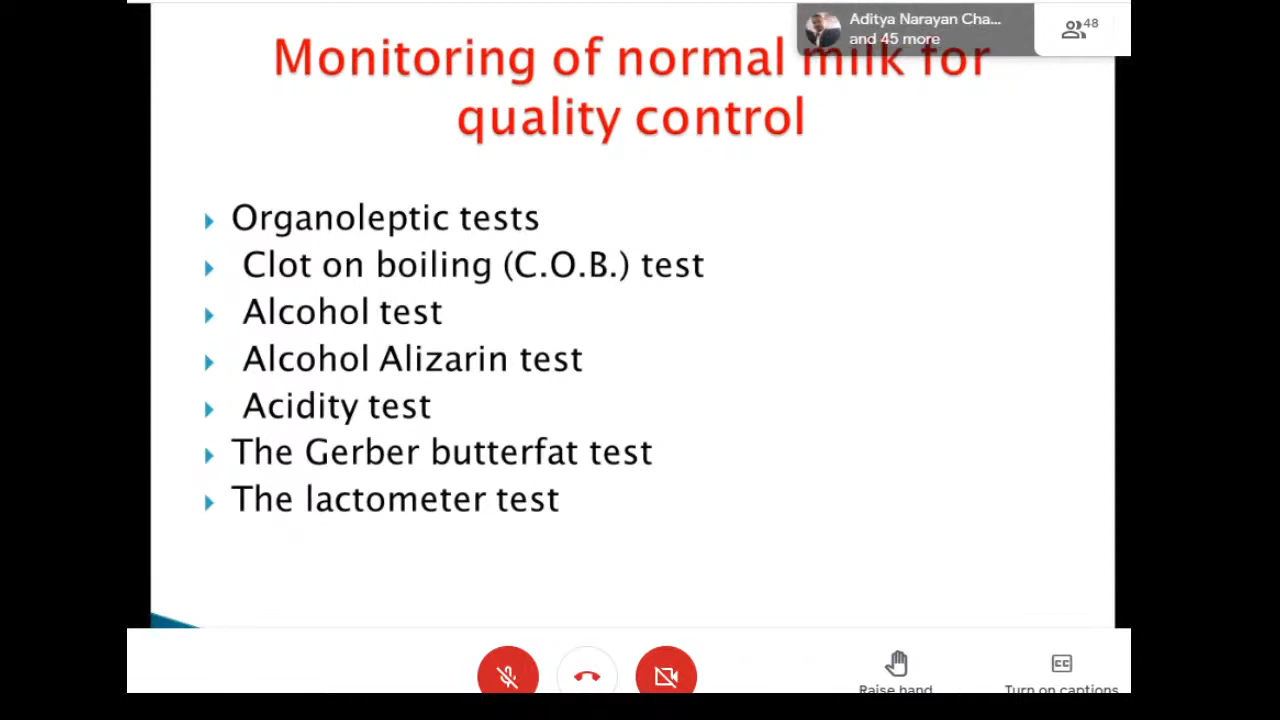 Aditya Narayan Cha...
and 45 more
48
Monitoring of normal milk for
quality control
Organoleptic tests
Clot on boiling (C.O.B.) test
Alcohol test
Alcohol Alizarin test
Acidity test
The Gerber butterfat test
The lactometer test
CC
Raise hand
Turn on captions